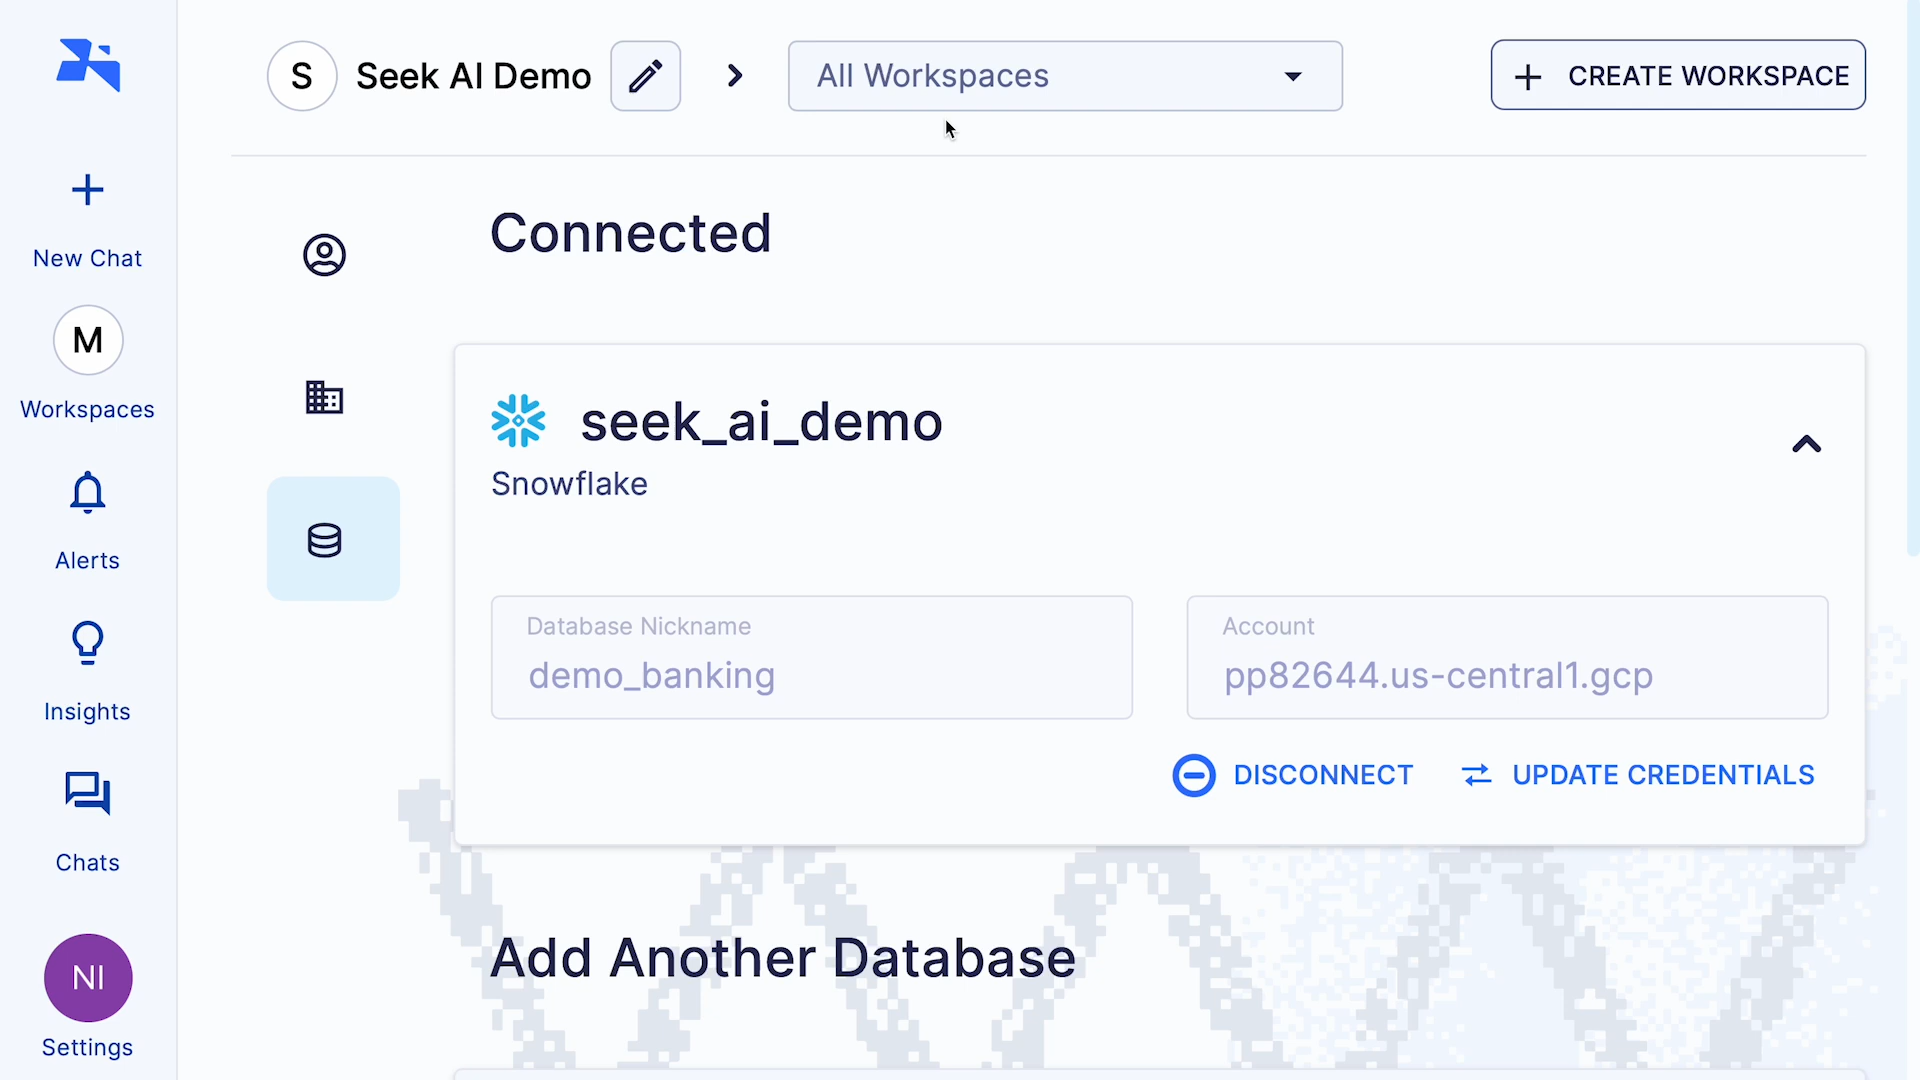 S Seek AI Demo All Workspaces CREATE WORKSPACE
New Chat
M
Workspaces
Alerts
Insights
Chats
NI
Settings
Connected
seek_ai_demo
Snowflake
Database Nickname
demo_banking
Account
pp82644.us-central1.gcp
DISCONNECT UPDATE CREDENTIALS
Add Another Database